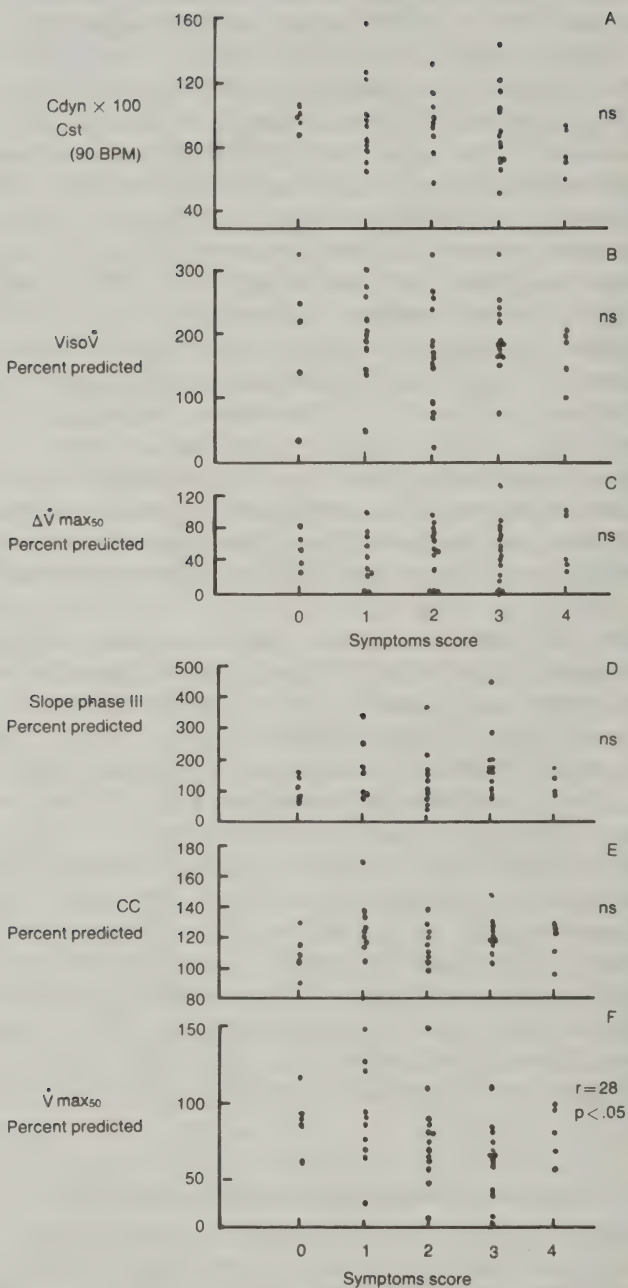 A
160
120
80
40
Cdyn × 100
Cst
(90 BPM)
ns
B
300
200
100
0
VisoV̇
Percent predicted
ns
C
120
80
40
0
ΔV̇ max₅₀
Percent predicted
ns
0 1 2 3 4
Symptoms score
D
500
400
300
200
100
0
Slope phase III
Percent predicted
ns
E
180
160
140
120
100
80
CC
Percent predicted
ns
F
150
100
50
0
V̇ max₅₀
Percent predicted
r=28
p<.05
0 1 2 3 4
Symptoms score